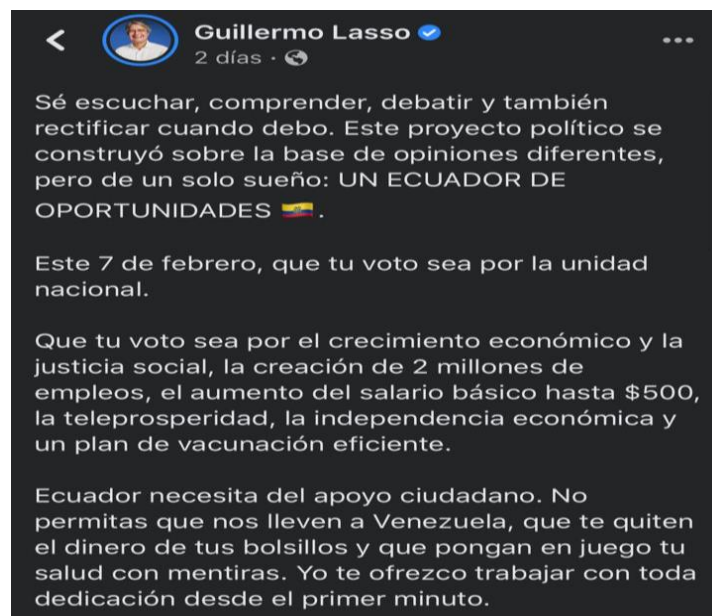 Guillermo Lasso
2 días ·
Sé escuchar, comprender, debatir y también
rectificar cuando debo. Este proyecto político se
construyó sobre la base de opiniones diferentes,
pero de un solo sueño: UN ECUADOR DE
OPORTUNIDADES 🇪🇨.
Este 7 de febrero, que tu voto sea por la unidad
nacional.
Que tu voto sea por el crecimiento económico y la
justicia social, la creación de 2 millones de
empleos, el aumento del salario básico hasta $500,
la teleprosperidad, la independencia económica y
un plan de vacunación eficiente.
Ecuador necesita del apoyo ciudadano. No
permitas que nos lleven a Venezuela, que te quiten
el dinero de tus bolsillos y que pongan en juego tu
salud con mentiras. Yo te ofrezco trabajar con toda
dedicación desde el primer minuto.